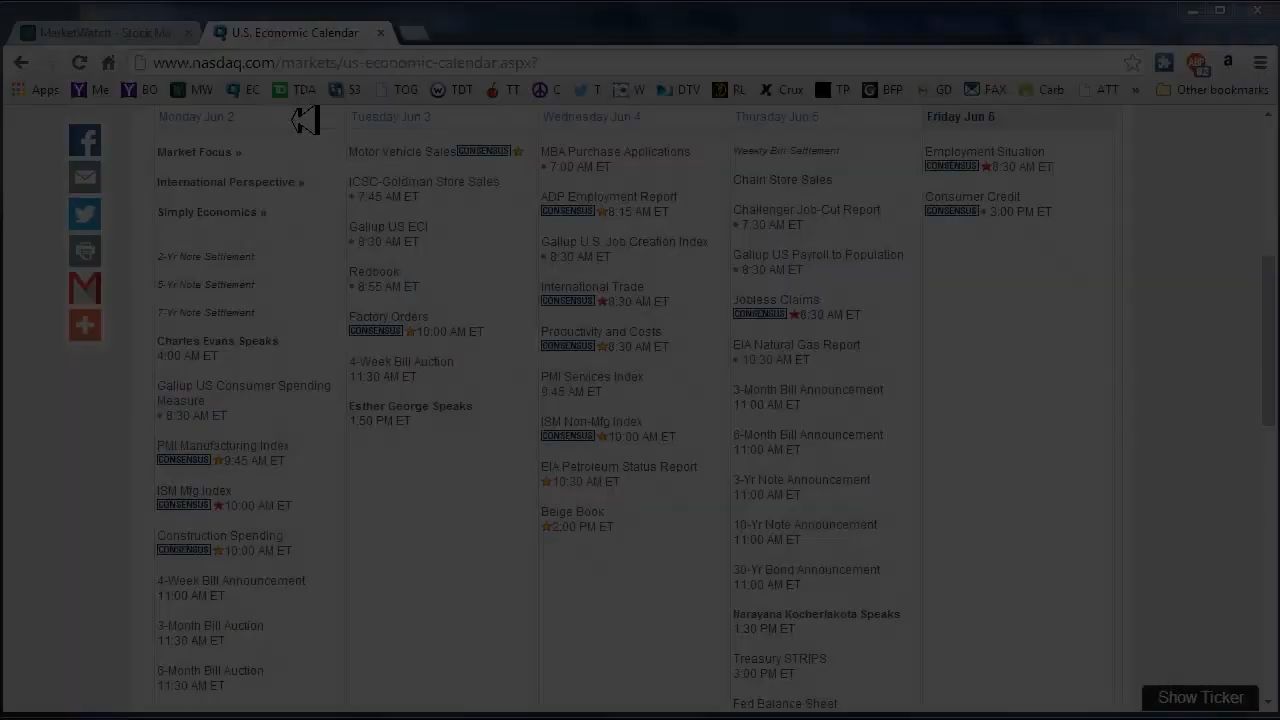 MarketWatch - Stock Ma
U.S. Economic Calendar
www.nasdaq.com/markets/us-economic-calendar.aspx?
Apps Me BO MW EC TDA S3 TOG TDT TT C T W DTV RL Crux TP GFP GD FAX Carb ATT » Other bookmarks
Monday Jun 2
Market Focus »
International Perspective »
Simply Economics »
2-Yr Note Settlement
5-Yr Note Settlement
7-Yr Note Settlement
Charles Evans Speaks
4:00 AM ET
Gallup US Consumer Spending
Measure
8:30 AM ET
PMI Manufacturing Index
CONSENSUS 9:45 AM ET
ISM Mfg Index
CONSENSUS 10:00 AM ET
Construction Spending
CONSENSUS 10:00 AM ET
4-Week Bill Announcement
11:00 AM ET
3-Month Bill Auction
11:30 AM ET
6-Month Bill Auction
11:30 AM ET
Tuesday Jun 3
Motor Vehicle Sales CONSENSUS
ICSC-Goldman Store Sales
7:45 AM ET
Gallup US ECI
8:30 AM ET
Redbook
8:55 AM ET
Factory Orders
CONSENSUS 10:00 AM ET
4-Week Bill Auction
11:30 AM ET
Esther George Speaks
1:50 PM ET
Wednesday Jun 4
MBA Purchase Applications
7:00 AM ET
ADP Employment Report
CONSENSUS 8:15 AM ET
Gallup U.S. Job Creation Index
8:30 AM ET
International Trade
CONSENSUS 8:30 AM ET
Productivity and Costs
CONSENSUS 8:30 AM ET
PMI Services Index
9:45 AM ET
ISM Non-Mfg Index
CONSENSUS 10:00 AM ET
EIA Petroleum Status Report
10:30 AM ET
Beige Book
2:00 PM ET
Thursday Jun 5
Weekly Bill Settlement
Chain Store Sales
Challenger Job-Cut Report
7:30 AM ET
Gallup US Payroll to Population
8:30 AM ET
Jobless Claims
CONSENSUS 8:30 AM ET
EIA Natural Gas Report
10:30 AM ET
3-Month Bill Announcement
11:00 AM ET
6-Month Bill Announcement
11:00 AM ET
3-Yr Note Announcement
11:00 AM ET
10-Yr Note Announcement
11:00 AM ET
30-Yr Bond Announcement
11:00 AM ET
Narayana Kocherlakota Speaks
1:30 PM ET
Treasury STRIPS
3:00 PM ET
Fed Balance Sheet
Friday Jun 6
Employment Situation
CONSENSUS 8:30 AM ET
Consumer Credit
CONSENSUS 3:00 PM ET
Show Ticker